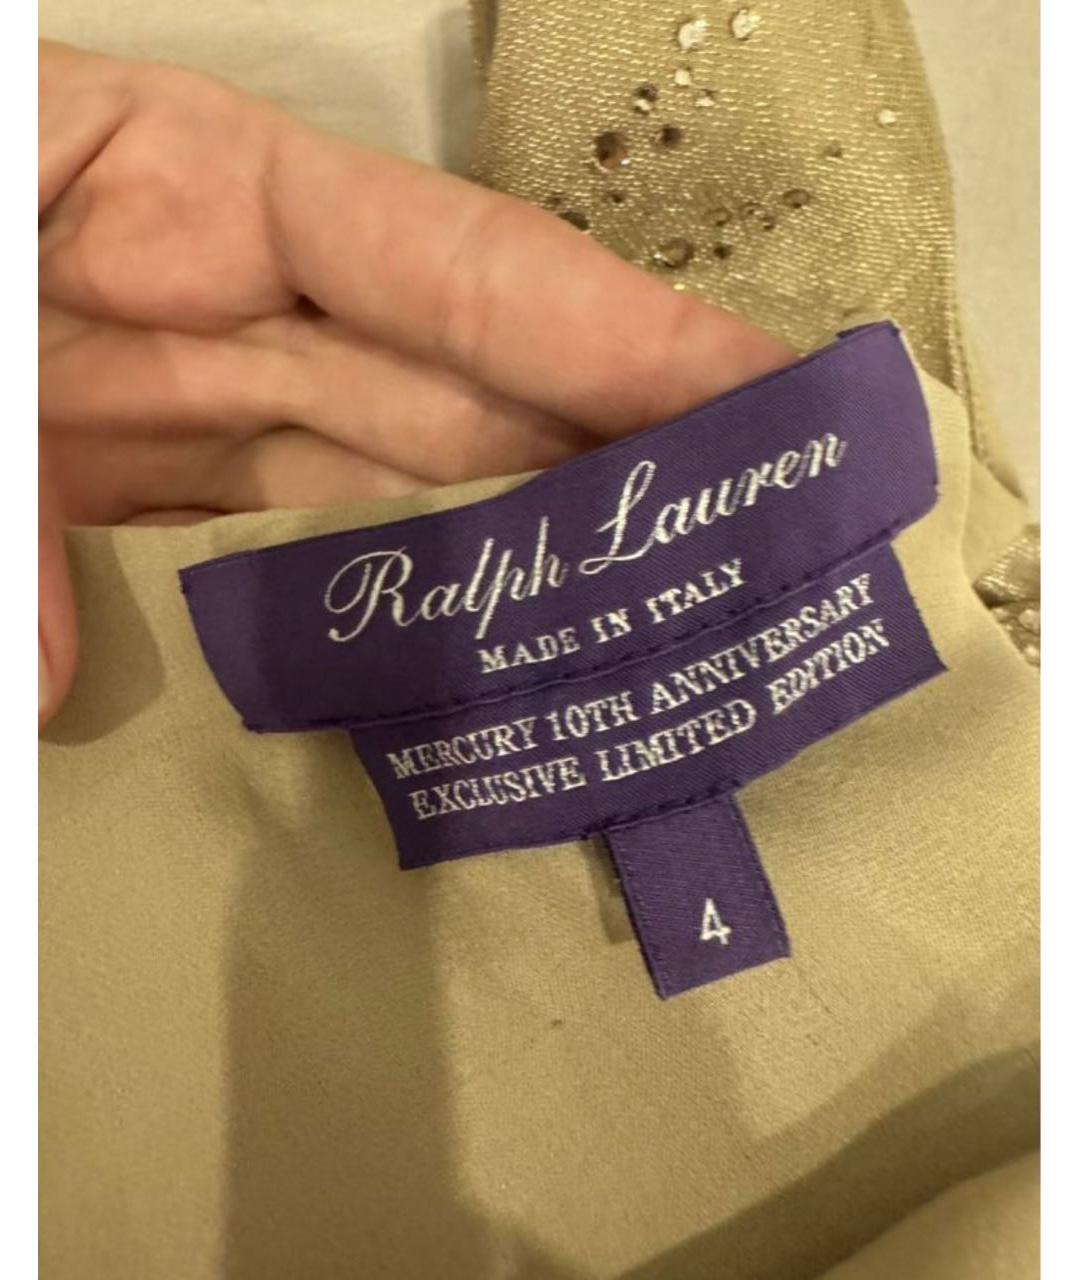 Ralph Lauren
MADE IN ITALY
MERCURY 10TH ANNIVERSARY
EXCLUSIVE LIMITED EDITION
4